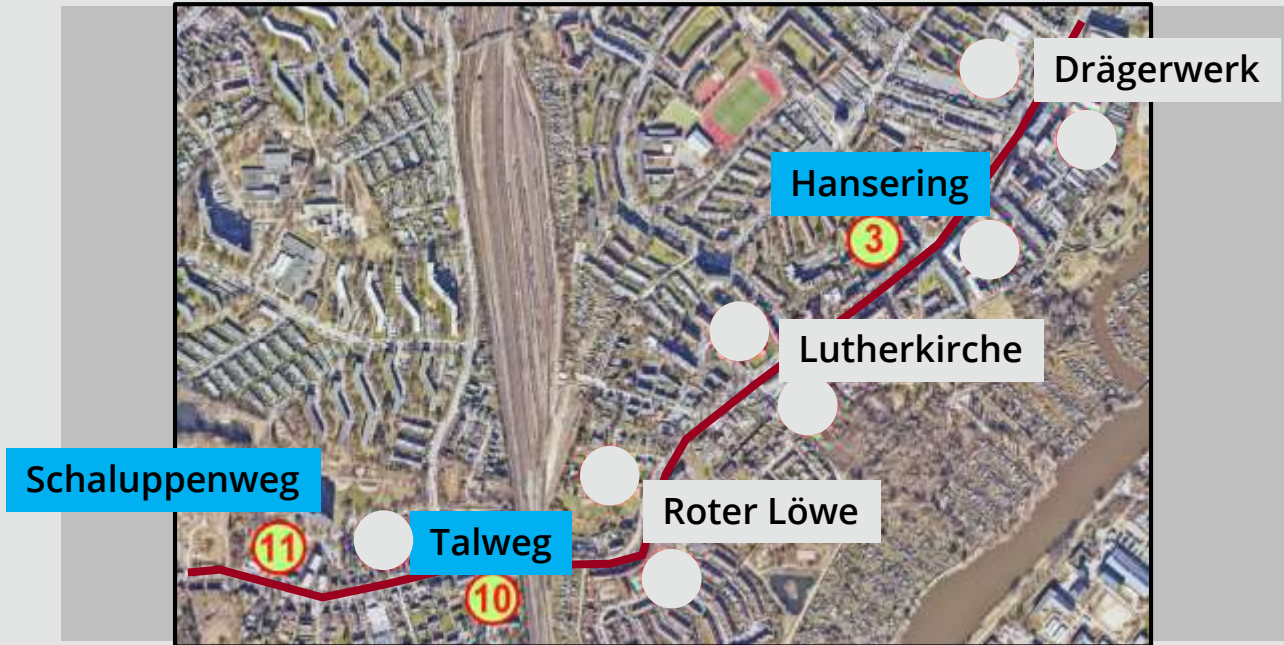 Drägerwerk
Hansering
3
Lutherkirche
Schaluppenweg
Roter Löwe
11
Talweg
10